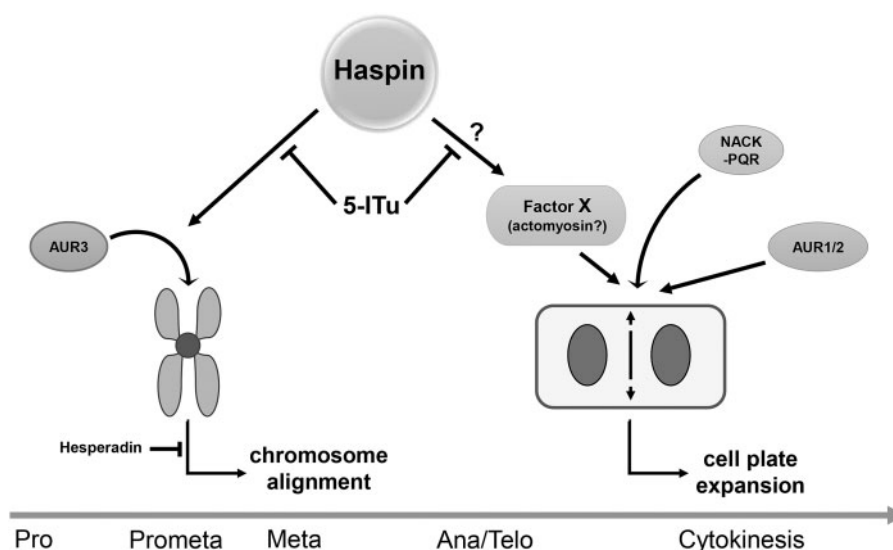 Haspin
?
5-ITu
NACK
-PQR
Factor X
(actomyosin?)
AUR3
AUR1/2
Hesperadin
chromosome
alignment
cell plate
expansion
Pro Prometa Meta Ana/Telo Cytokinesis